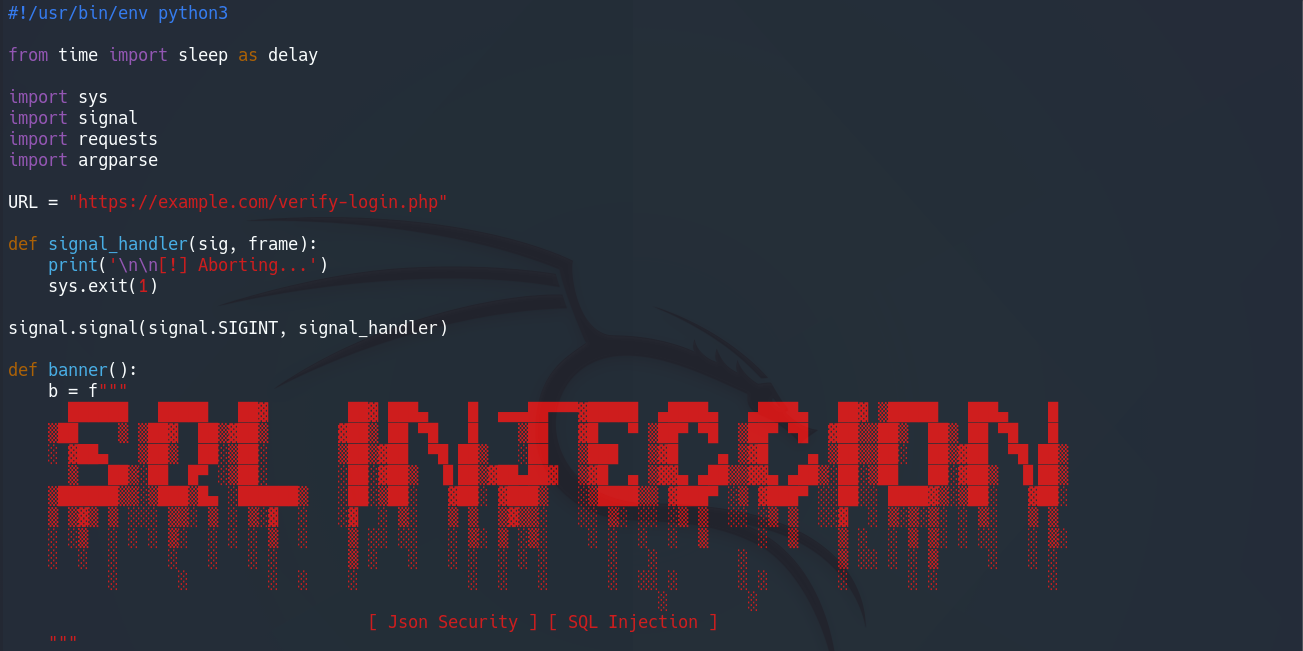 #!/usr/bin/env python3
from time import sleep as delay
import sys
import signal
import requests
import argparse
URL = "https://example.com/verify-login.php"
def signal_handler(sig, frame):
    print('\n\n[!] Aborting...')
    sys.exit(1)
signal.signal(signal.SIGINT, signal_handler)
def banner():
    b = f"""
SQL INJECCION
[ Json Security ] [ SQL Injection ]
    """